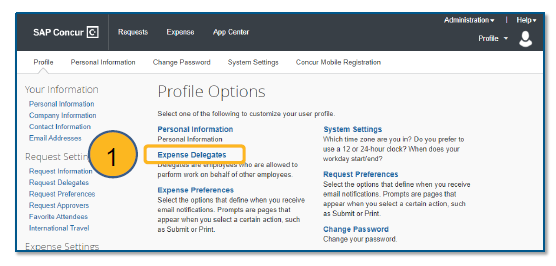 Administration ▾ | Help ▾
SAP Concur C Requests Expense App Center
Profile ▾
Profile Personal Information Change Password System Settings Concur Mobile Registration
Your Information
Personal Information
Company Information
Contact Information
Email Addresses
Request Settin
Request Information
Request Delegates
Request Preferences
Request Approvers
Favorite Attendees
International Travel
Expense Settings
1
Profile Options
Select one of the following to customize your user profile.
Personal Information
Personal Information
Expense Delegates
Delegates are employees who are allowed to
perform work on behalf of other employees.
Expense Preferences
Select the options that define when you receive
email notifications. Prompts are pages that
appear when you select a certain action, such
as Submit or Print.
System Settings
Which time zone are you in? Do you prefer to
use a 12 or 24-hour clock? When does your
workday start/end?
Request Preferences
Select the options that define when you receive
email notifications. Prompts are pages that
appear when you select a certain action, such
as Submit or Print.
Change Password
Change your password.